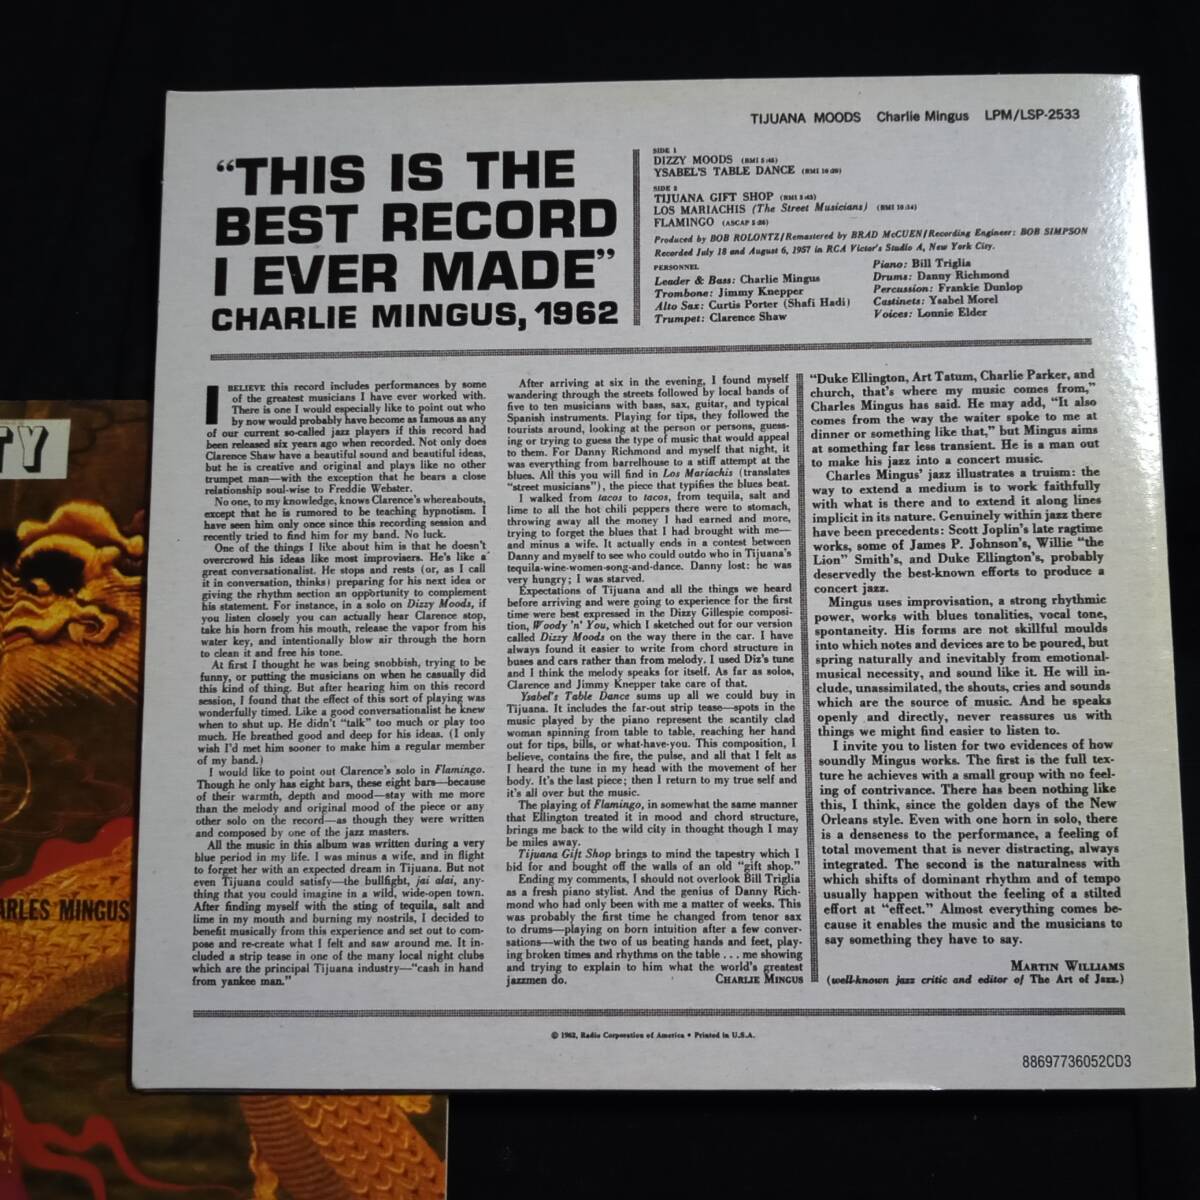 TIJUANA MOODS Charlie Mingus LPM/LSP-2533
“THIS IS THE
BEST RECORD
I EVER MADE”
CHARLIE MINGUS, 1962
SIDE 1
DIZZY MOODS (BMI 5:46)
YSABEL'S TABLE DANCE (BMI 10:20)
SIDE 2
TIJUANA GIFT SHOP (BMI 3:43)
LOS MARIACHIS (The Street Musicians) (BMI 10:14)
FLAMINGO (ASCAP 5:26)
Produced by BOB ROLONTZ/Remastered by BRAD McCUEN/Recording Engineer: BOB SIMPSON
Recorded July 18 and August 6, 1957 in RCA Victor's Studio A, New York City.
PERSONNEL
Leader & Bass: Charlie Mingus
Trombone: Jimmy Knepper
Alto Sax: Curtis Porter (Shafi Hadi)
Trumpet: Clarence Shaw
Piano: Bill Triglia
Drums: Danny Richmond
Percussion: Frankie Dunlop
Castinets: Ysabel Morel
Voices: Lonnie Elder
I BELIEVE this record includes performances by some
of the greatest musicians I have ever worked with.
There is one I would especially like to point out who
by now would probably have become as famous as any
of our current so-called jazz players if this record had
been released six years ago when recorded. Not only does
Clarence Shaw have a beautiful sound and beautiful ideas,
but he is creative and original and plays like no other
trumpet man—with the exception that he bears a close
relationship soul-wise to Freddie Webster.
No one, to my knowledge, knows Clarence's whereabouts,
except that he is rumored to be teaching hypnotism. I
have seen him only once since this recording session and
recently tried to find him for my band. No luck.
One of the things I like about him is that he doesn't
overcrowd his ideas like most improvisers. He's like a
great conversationalist. He stops and rests (or, as I call
it in conversation, thinks) preparing for his next idea or
giving the rhythm section an opportunity to complement
his statement. For instance, in a solo on Dizzy Moods, if
you listen closely you can actually hear Clarence stop,
take his horn from his mouth, release the vapor from his
water key, and intentionally blow air through the horn
to clean it and free his tone.
At first I thought he was being snobbish, trying to be
funny, or putting the musicians on when he casually did
this kind of thing. But after hearing him on this record
session, I found that the effect of this sort of playing was
wonderfully timed. Like a good conversationalist he knew
when to shut up. He didn't “talk” too much or play too
much. He breathed good and deep for his ideas. (I only
wish I'd met him sooner to make him a regular member
of my band.)
I would like to point out Clarence's solo in Flamingo.
Though he only has eight bars, these eight bars—because
of their warmth, depth and mood—stay with me more
than the melody and original mood of the piece or any
other solo on the record—as though they were written
and composed by one of the jazz masters.
All the music in this album was written during a very
blue period in my life. I was minus a wife, and in flight
to forget her with an expected dream in Tijuana. But not
even Tijuana could satisfy—the bullfight, jai alai, any-
thing that you could imagine in a wild, wide-open town.
After finding myself with the sting of tequila, salt and
lime in my mouth and burning my nostrils, I decided to
benefit musically from this experience and set out to com-
pose and re-create what I felt and saw around me. It in-
cluded a strip tease in one of the many local night clubs
which are the principal Tijuana industry—“cash in hand
from yankee man.”
After arriving at six in the evening, I found myself
wandering through the streets followed by local bands of
five to ten musicians with bass, sax, guitar, and typical
Spanish instruments. Playing for tips, they followed the
tourists around, looking at the person or persons, guess-
ing or trying to guess the type of music that would appeal
to them. For Danny Richmond and myself that night, it
was everything from barrelhouse to a stiff attempt at the
blues. All this you will find in Los Mariachis (translates
“street musicians”), the piece that typifies the blues beat.
I walked from tacos to tacos, from tequila, salt and
lime to all the hot chili peppers there were to stomach,
throwing away all the money I had earned and more,
trying to forget the blues that I had brought with me—
and minus a wife. It actually ends in a contest between
Danny and myself to see who could outdo who in Tijuana's
tequila-wine-women-song-and-dance. Danny lost: he was
very hungry; I was starved.
Expectations of Tijuana and all the things we heard
before arriving and were going to experience for the first
time were best expressed in the Dizzy Gillespie composi-
tion, Woody 'n' You, which I sketched out for our version
called Dizzy Moods on the way there in the car. I have
always found it easier to write from chord structure in
buses and cars rather than from melody. I used Diz's tune
and I think the melody speaks for itself. As far as solos,
Clarence and Jimmy Knepper take care of that.
Ysabel's Table Dance sums up all we could buy in
Tijuana. It includes the far-out strip tease—spots in the
music played by the piano represent the scantily clad
woman spinning from table to table, reaching her hand
out for tips, bills, or what-have-you. This composition, I
believe, contains the fire, the pulse, and all that I felt as
I heard the tune in my head with the movement of her
body. It's the last piece; then I return to my true self and
it's all over but the music.
The playing of Flamingo, in somewhat the same manner
that Ellington treated it in mood and chord structure,
brings me back to the wild city in thought though I may
be miles away.
Tijuana Gift Shop brings to mind the tapestry which I
bid for and bought off the walls of an old “gift shop.”
Ending my comments, I should not overlook Bill Triglia
as a fresh piano stylist. And the genius of Danny Rich-
mond who had only been with me a matter of weeks. This
was probably the first time he changed from tenor sax
to drums—playing on born intuition after a few conver-
sations—with the two of us beating hands and feet, play-
ing broken times and rhythms on the table . . . me showing
and trying to explain to him what the world's greatest
jazzmen do. CHARLIE MINGUS
“Duke Ellington, Art Tatum, Charlie Parker, and
church, that's where my music comes from,”
Charles Mingus has said. He may add, “It also
comes from the way the waiter spoke to me at
dinner or something like that,” but Mingus aims
at something far less transient. He is a man out
to make his jazz into a concert music.
Charles Mingus' jazz illustrates a truism: the
way to extend a medium is to work faithfully
with what is there and to extend it along lines
implicit in its nature. Genuinely within jazz there
have been precedents: Scott Joplin's late ragtime
works, some of James P. Johnson's, Willie “the
Lion” Smith's, and Duke Ellington's, probably
deservedly the best-known efforts to produce a
concert jazz.
Mingus uses improvisation, a strong rhythmic
power, works with blues tonalities, vocal tone,
spontaneity. His forms are not skillful moulds
into which notes and devices are to be poured, but
spring naturally and inevitably from emotional-
musical necessity, and sound like it. He will in-
clude, unassimilated, the shouts, cries and sounds
which are the source of music. And he speaks
openly and directly, never reassures us with
things we might find easier to listen to.
I invite you to listen for two evidences of how
soundly Mingus works. The first is the full tex-
ture he achieves with a small group with no feel-
ing of contrivance. There has been nothing like
this, I think, since the golden days of the New
Orleans style. Even with one horn in solo, there
is a denseness to the performance, a feeling of
total movement that is never distracting, always
integrated. The second is the naturalness with
which shifts of dominant rhythm and of tempo
usually happen without the feeling of a stilted
effort at “effect.” Almost everything comes be-
cause it enables the music and the musicians to
say something they have to say.
MARTIN WILLIAMS
(well-known jazz critic and editor of The Art of Jazz.)
© 1962, Radio Corporation of America • Printed in U.S.A.
88697736052CD3
TY
ARLES MINGUS